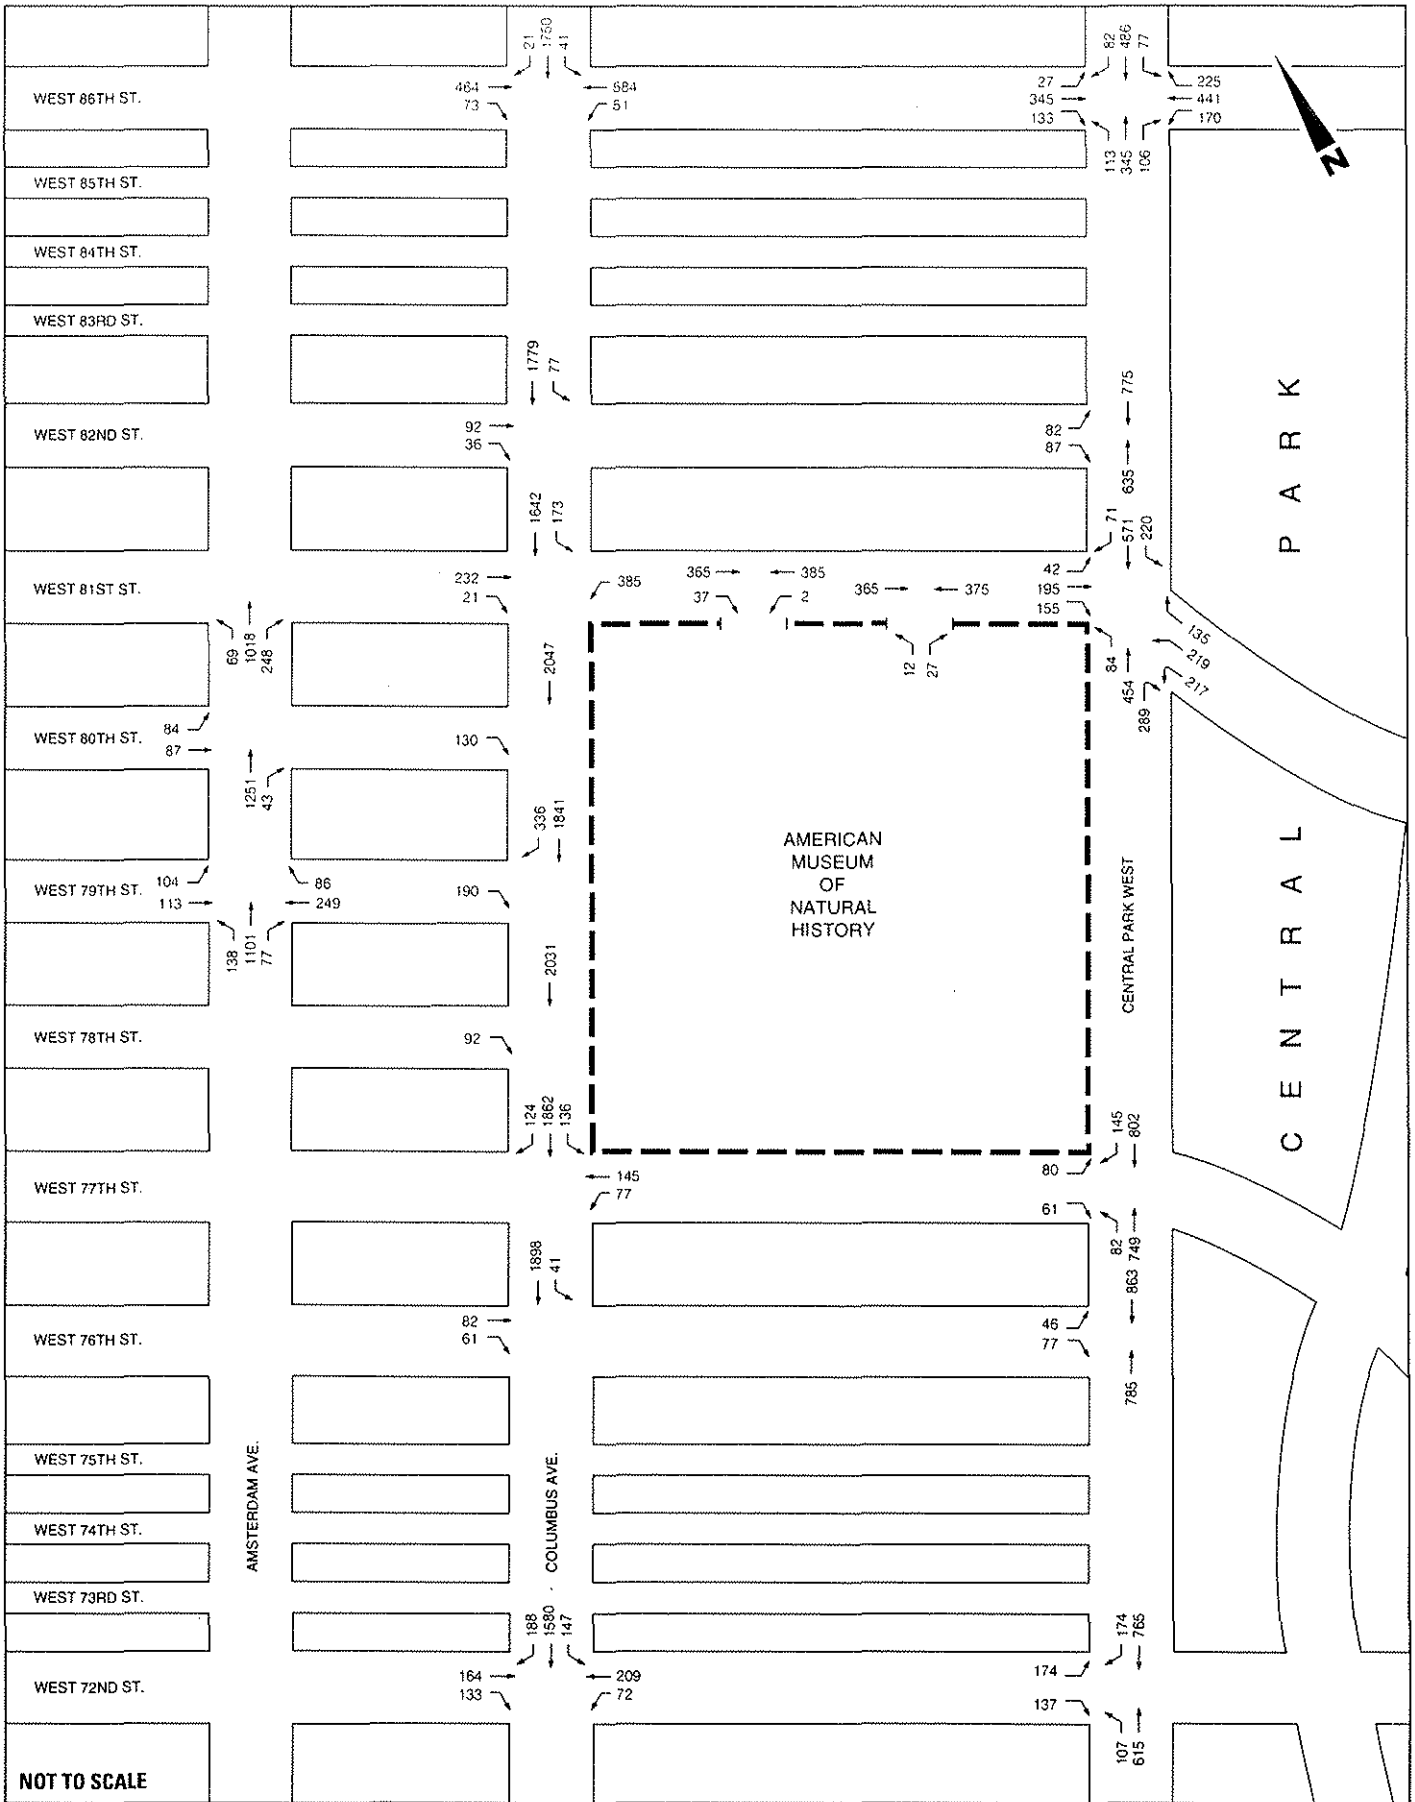 21 1750 41
82 486 77
464 684
27 225
WEST 86TH ST.
73 51
345 441
133 170
113 345 106
WEST 85TH ST.
WEST 84TH ST.
WEST 83RD ST.
1779 77
775
WEST 82ND ST.
92
36
82
87
635
1642 173
71 571 220
WEST 81ST ST.
232
21
385
365 385
37 2
365 375
42
195
155
69 1018 248
2047
12 27
84 454 289
135
219
217
WEST 80TH ST.
84
87
130
1251 43
336 1841
WEST 79TH ST.
104
113
86
249
190
138 1101 77
2031
AMERICAN
MUSEUM
OF
NATURAL
HISTORY
CENTRAL PARK WEST
CENTRAL PARK
WEST 78TH ST.
92
124 1862 136
145 802
WEST 77TH ST.
145
77
80
61
82 749
1898 41
863
WEST 76TH ST.
82
61
46
77
785
WEST 75TH ST.
WEST 74TH ST.
WEST 73RD ST.
AMSTERDAM AVE.
COLUMBUS AVE.
188 1580 147
174 765
WEST 72ND ST.
164
133
209
72
174
137
107 615
NOT TO SCALE
N